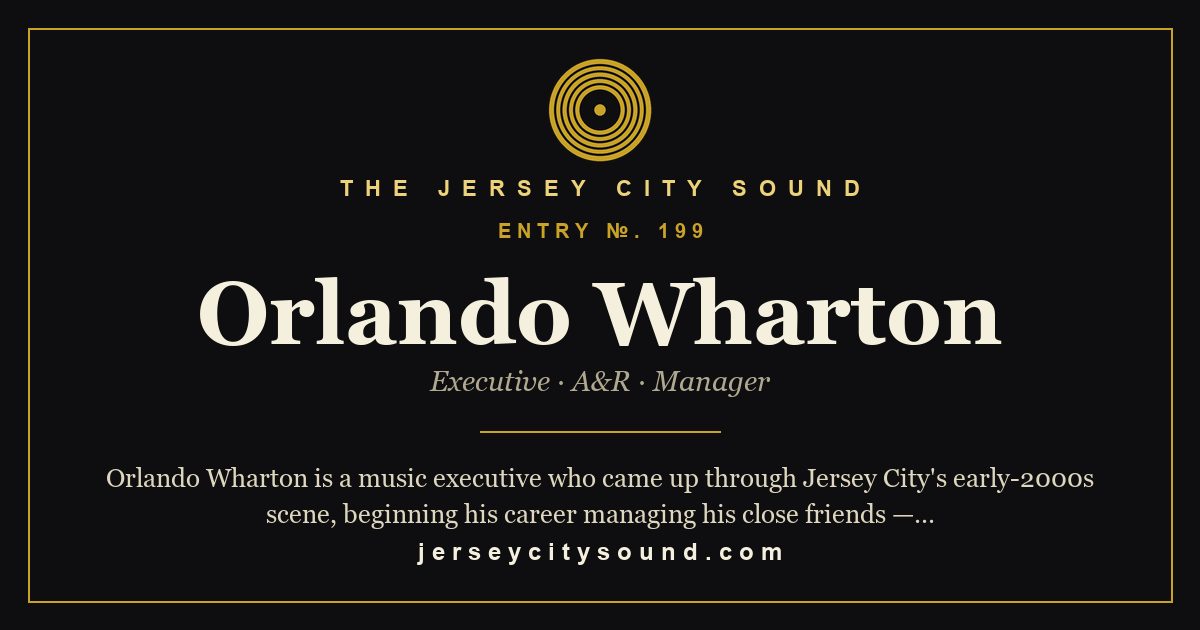 THE JERSEY CITY SOUND
ENTRY №. 199
Orlando Wharton
Executive · A&R · Manager
Orlando Wharton is a music executive who came up through Jersey City's early-2000s
scene, beginning his career managing his close friends —...
jerseycitysound.com